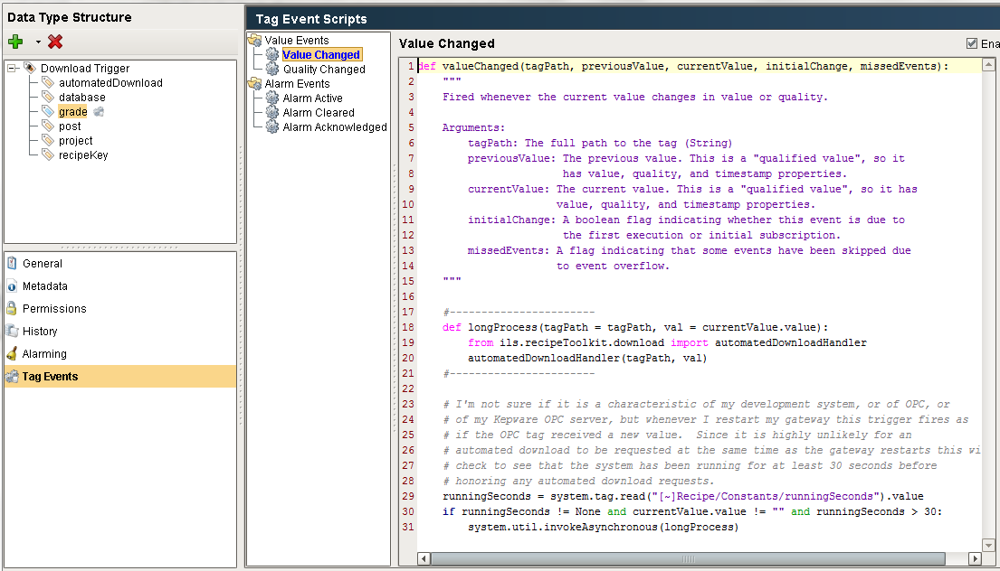 Data Type Structure
Download Trigger
automatedDownload
database
grade
post
project
recipeKey
General
Metadata
Permissions
History
Alarming
Tag Events
Tag Event Scripts
Value Events
Value Changed
Quality Changed
Alarm Events
Alarm Active
Alarm Cleared
Alarm Acknowledged
Value Changed
Ena
1 def valueChanged(tagPath, previousValue, currentValue, initialChange, missedEvents):
2     """
3     Fired whenever the current value changes in value or quality.
4
5     Arguments:
6         tagPath: The full path to the tag (String)
7         previousValue: The previous value. This is a "qualified value", so it
8                        has value, quality, and timestamp properties.
9         currentValue: The current value. This is a "qualified value", so it has
10                       value, quality, and timestamp properties.
11         initialChange: A boolean flag indicating whether this event is due to
12                        the first execution or initial subscription.
13         missedEvents: A flag indicating that some events have been skipped due
14                       to event overflow.
15     """
16
17     #-----------------------
18     def longProcess(tagPath = tagPath, val = currentValue.value):
19         from ils.recipeToolkit.download import automatedDownloadHandler
20         automatedDownloadHandler(tagPath, val)
21     #-----------------------
22
23     # I'm not sure if it is a characteristic of my development system, or of OPC, or
24     # of my Kepware OPC server, but whenever I restart my gateway this trigger fires as
25     # if the OPC tag received a new value.  Since it is highly unlikely for an
26     # automated download to be requested at the same time as the gateway restarts this wi
27     # check to see that the system has been running for at least 30 seconds before
28     # honoring any automated download requests.
29     runningSeconds = system.tag.read("[~]Recipe/Constants/runningSeconds").value
30     if runningSeconds != None and currentValue.value != "" and runningSeconds > 30:
31         system.util.invokeAsynchronous(longProcess)